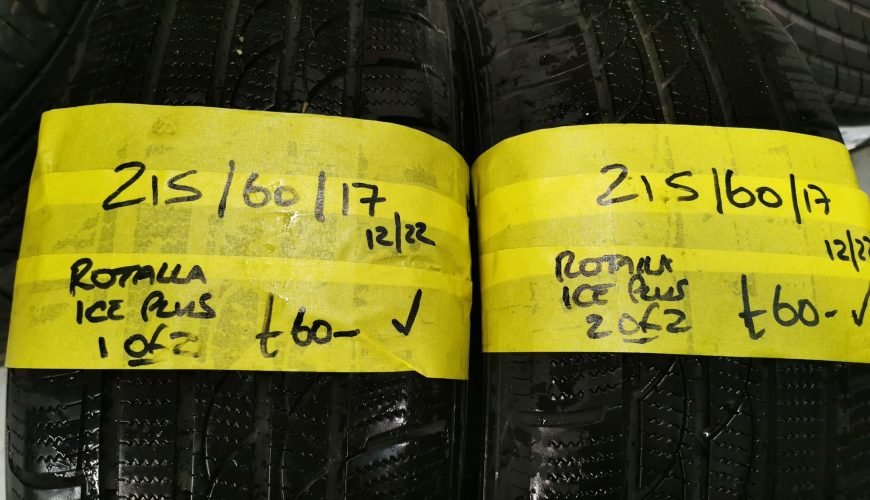 215/60/17
12/22
ROTALLA
ICE PLUS
1 of 2
£60- ✓
215/60/17
12/22
ROTALLA
ICE PLUS
2 of 2
£60- ✓